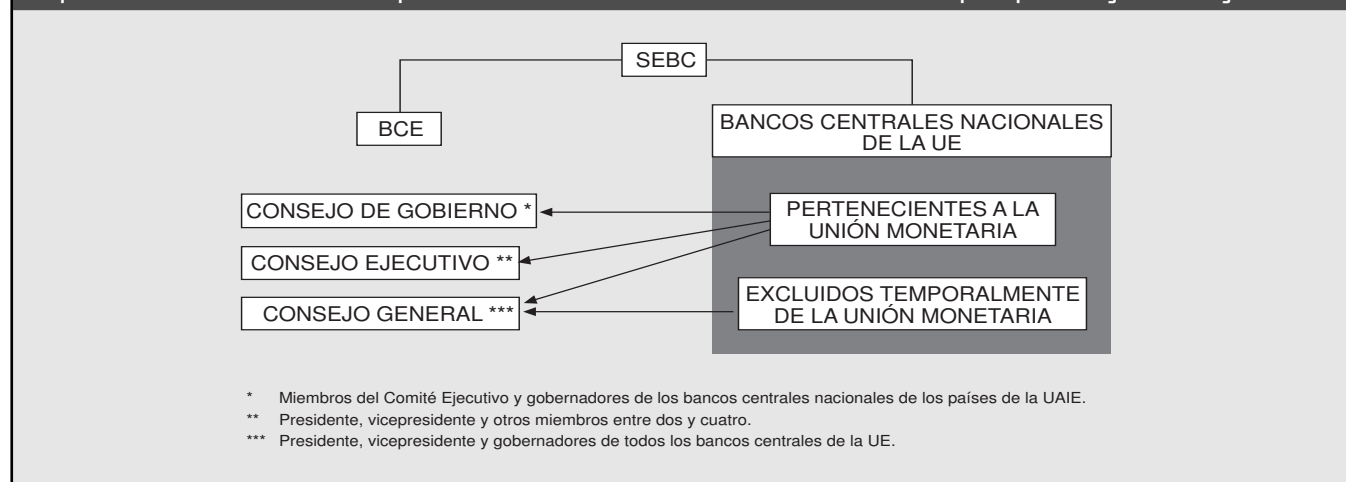 SEBC
BCE
BANCOS CENTRALES NACIONALES
DE LA UE
CONSEJO DE GOBIERNO *
PERTENECIENTES A LA
UNIÓN MONETARIA
CONSEJO EJECUTIVO **
CONSEJO GENERAL ***
EXCLUIDOS TEMPORALMENTE
DE LA UNIÓN MONETARIA
* Miembros del Comité Ejecutivo y gobernadores de los bancos centrales nacionales de los países de la UAIE.
** Presidente, vicepresidente y otros miembros entre dos y cuatro.
*** Presidente, vicepresidente y gobernadores de todos los bancos centrales de la UE.